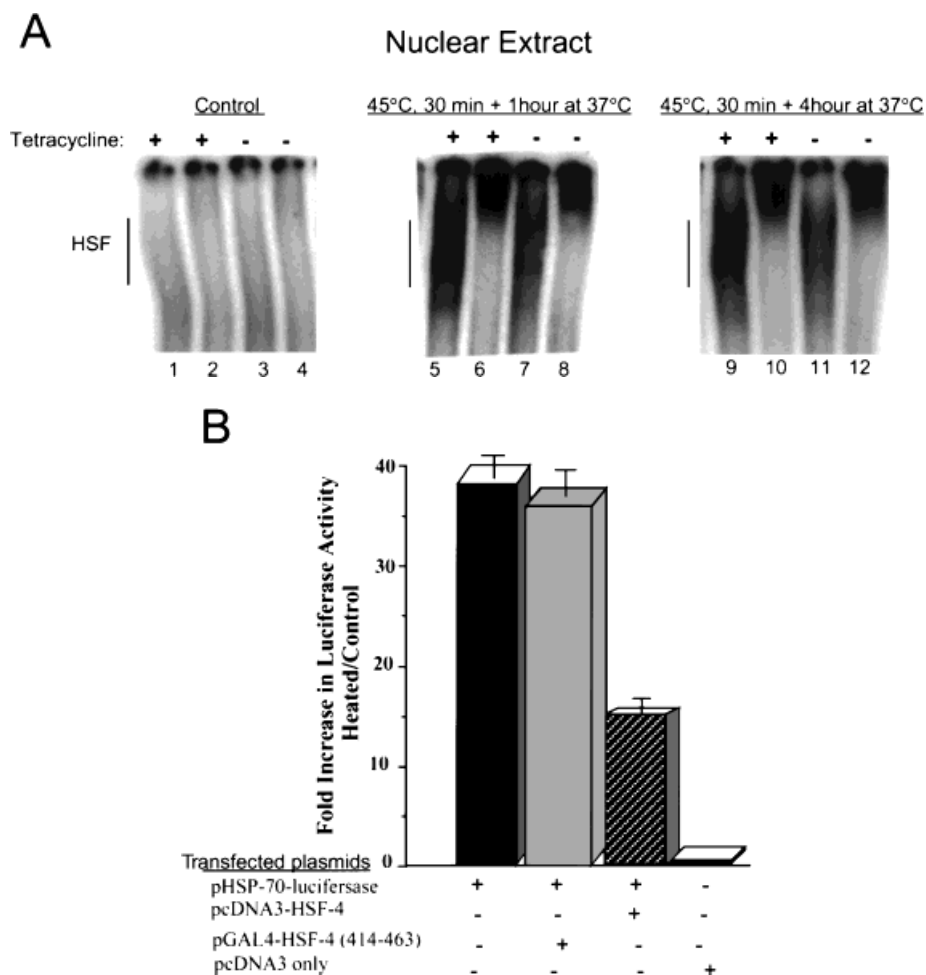 A
Nuclear Extract
Control
45°C, 30 min + 1hour at 37°C
45°C, 30 min + 4hour at 37°C
Tetracycline: + + - - + + - - + + - -
HSF
1 2 3 4 5 6 7 8 9 10 11 12
B
Fold Increase in Luciferase Activity
Heated/Control
40
30
20
10
0
Transfected plasmids
pHSP-70-lucifersase + + + -
pcDNA3-HSF-4 - - + -
pGAL4-HSF-4 (414-463) - + - -
pcDNA3 only - - - +